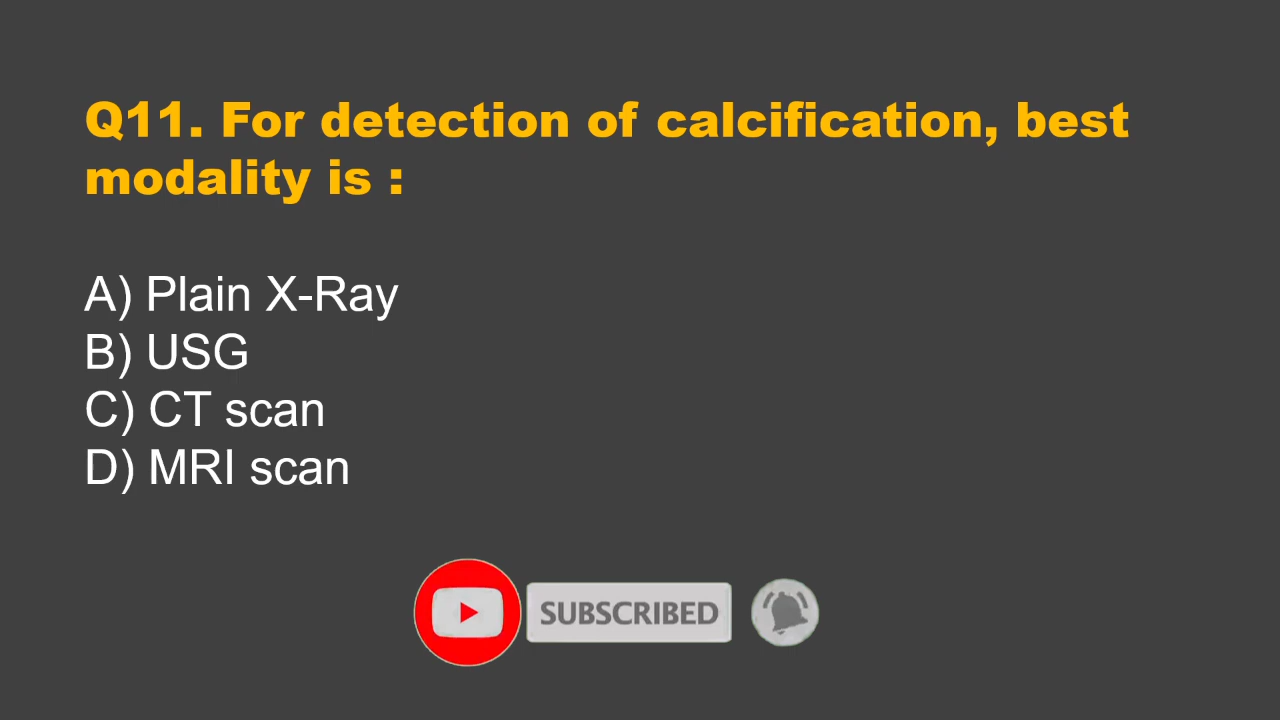 Q11. For detection of calcification, best
modality is :
A) Plain X-Ray
B) USG
C) CT scan
D) MRI scan
SUBSCRIBED